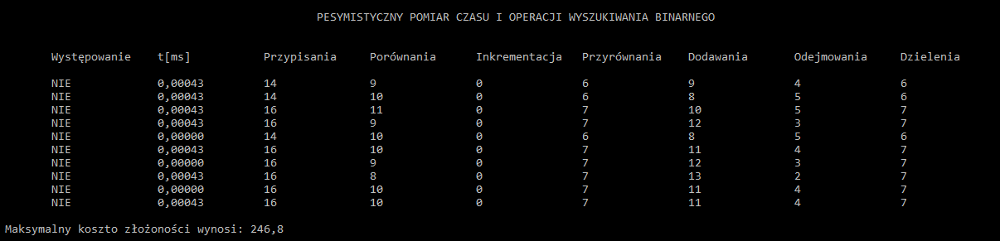 PESYMISTYCZNY POMIAR CZASU I OPERACJI WYSZUKIWANIA BINARNEGO
Występowanie t[ms] Przypisania Porównania Inkrementacja Przyrównania Dodawania Odejmowania Dzielenia
NIE 0,00043 14 9 0 6 9 4 6
NIE 0,00043 14 10 0 6 8 5 6
NIE 0,00043 16 11 0 7 10 5 7
NIE 0,00043 16 9 0 7 12 3 7
NIE 0,00000 14 10 0 6 8 5 6
NIE 0,00043 16 10 0 7 11 4 7
NIE 0,00000 16 9 0 7 12 3 7
NIE 0,00043 16 8 0 7 13 2 7
NIE 0,00000 16 10 0 7 11 4 7
NIE 0,00043 16 10 0 7 11 4 7
Maksymalny koszto złożoności wynosi: 246,8